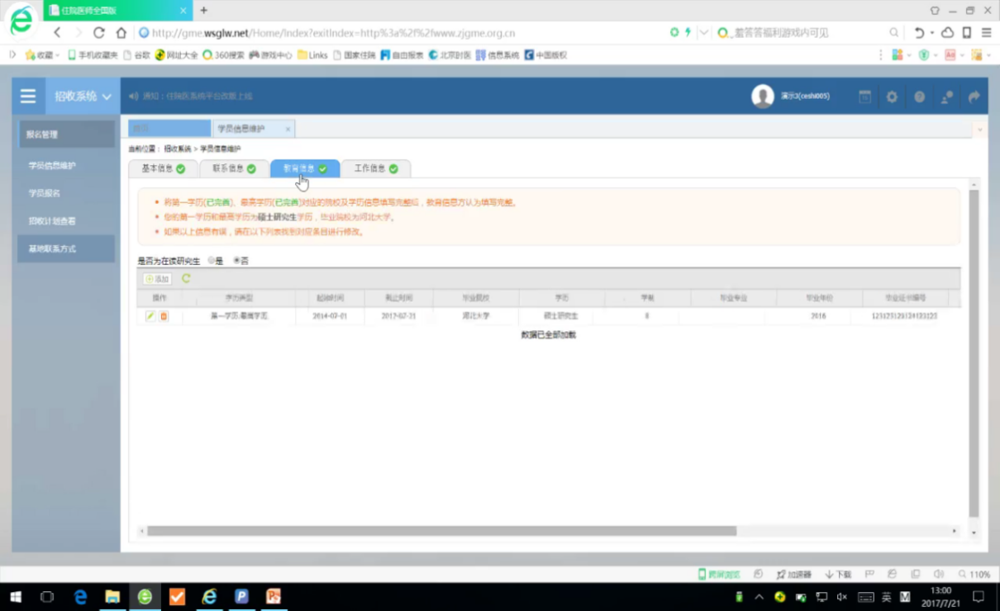 住院医师全国版
http://gme.wsglw.net/Home/Index?exitIndex=http%3a%2f%2fwww.zjgme.org.cn
羞答答福利游戏内可见
收藏 手机收藏夹 谷歌 网址大全 360搜索 游戏中心 Links 国家住院 自由报表 北京时医 信息系统 中国版权
招收系统
通知：住院医系统平台改版上线
演示3(ceshi005)
报名管理
学员信息维护
学员报名
招收计划查看
基地联系方式
首页
学员信息维护
当前位置： 招收系统 > 学员信息维护
基本信息 联系信息 教育信息 工作信息
将第一学历(已完善)、最高学历(已完善)对应的院校及学历信息填写完整后，教育信息方认为填写完整。
您的第一学历和最高学历为硕士研究生学历，毕业院校为河北大学。
如果以上信息有误，请在以下列表找到对应条目进行修改。
是否为在读研究生 是 否
添加
操作 学历类型 起始时间 截止时间 毕业院校 学历 学制 毕业专业 毕业年份 毕业证书编号
第一学历,最高学历 2014-07-01 2017-07-21 河北大学 硕士研究生 8 2016
数据已全部加载
跨屏浏览 加速器 下载 110%
英
13:00
2017/7/21